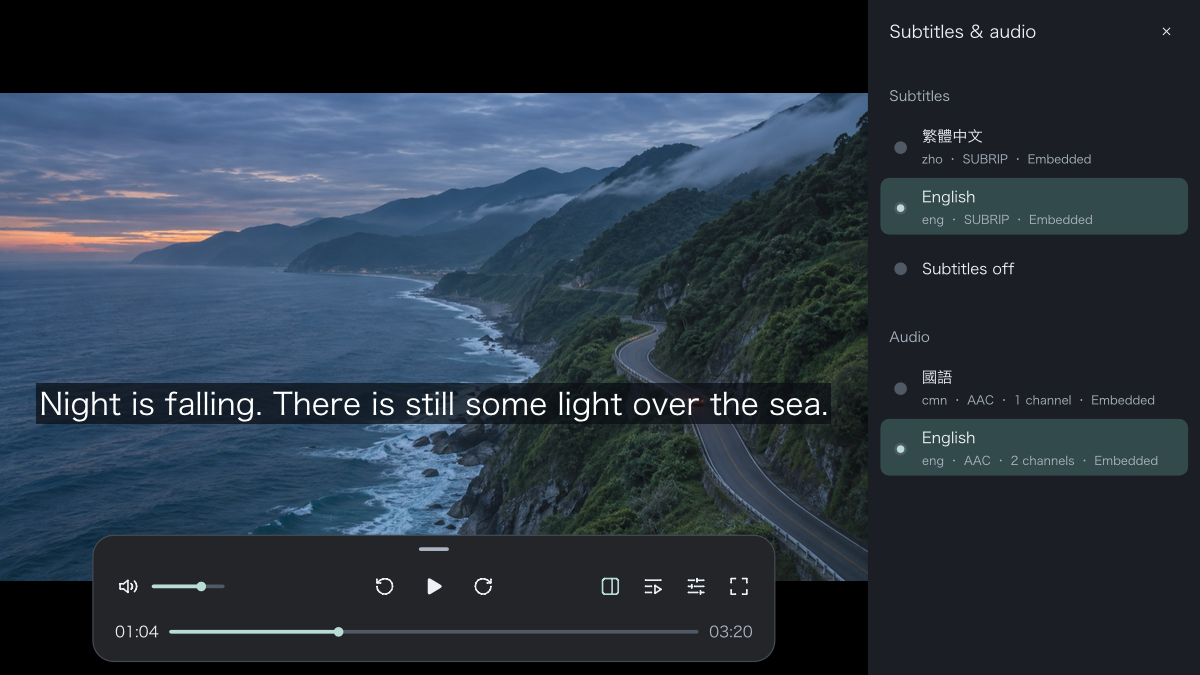 Subtitles & audio
Subtitles
繁體中文
zho · SUBRIP · Embedded
English
eng · SUBRIP · Embedded
Subtitles off
Audio
國語
cmn · AAC · 1 channel · Embedded
English
eng · AAC · 2 channels · Embedded
Night is falling. There is still some light over the sea.
01:04
03:20